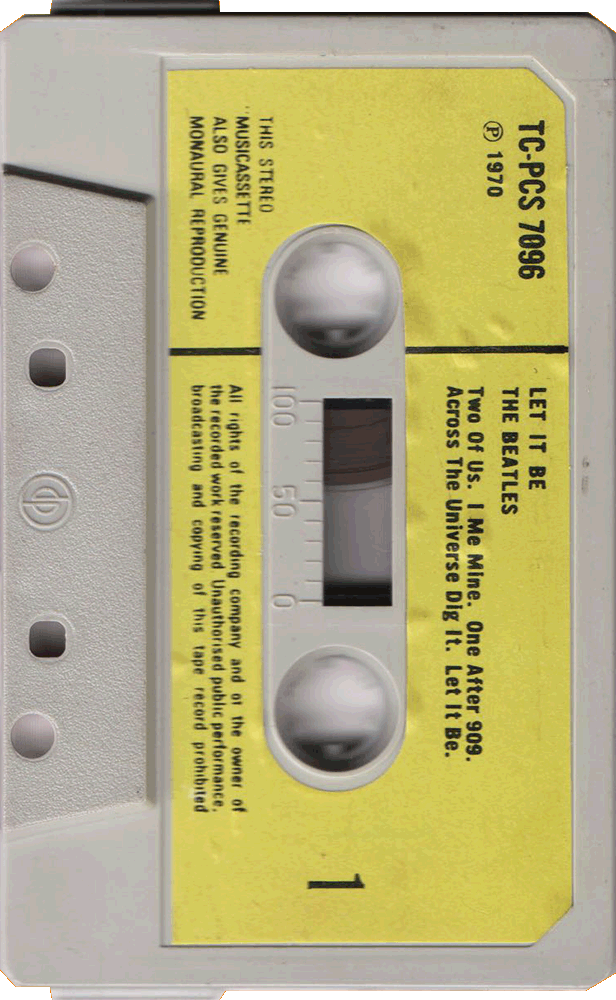 TC-PCS 7096
Ⓟ 1970
LET IT BE
THE BEATLES
Two Of Us. I Me Mine. One After 909.
Across The Universe Dig It. Let It Be.
THIS STEREO
"MUSICASSETTE
ALSO GIVES GENUINE
MONAURAL REPRODUCTION
100 50 0
All rights of the recording company and of the owner of
the recorded work reserved Unauthorised public performance,
broadcasting and copying of this tape record prohibited
1